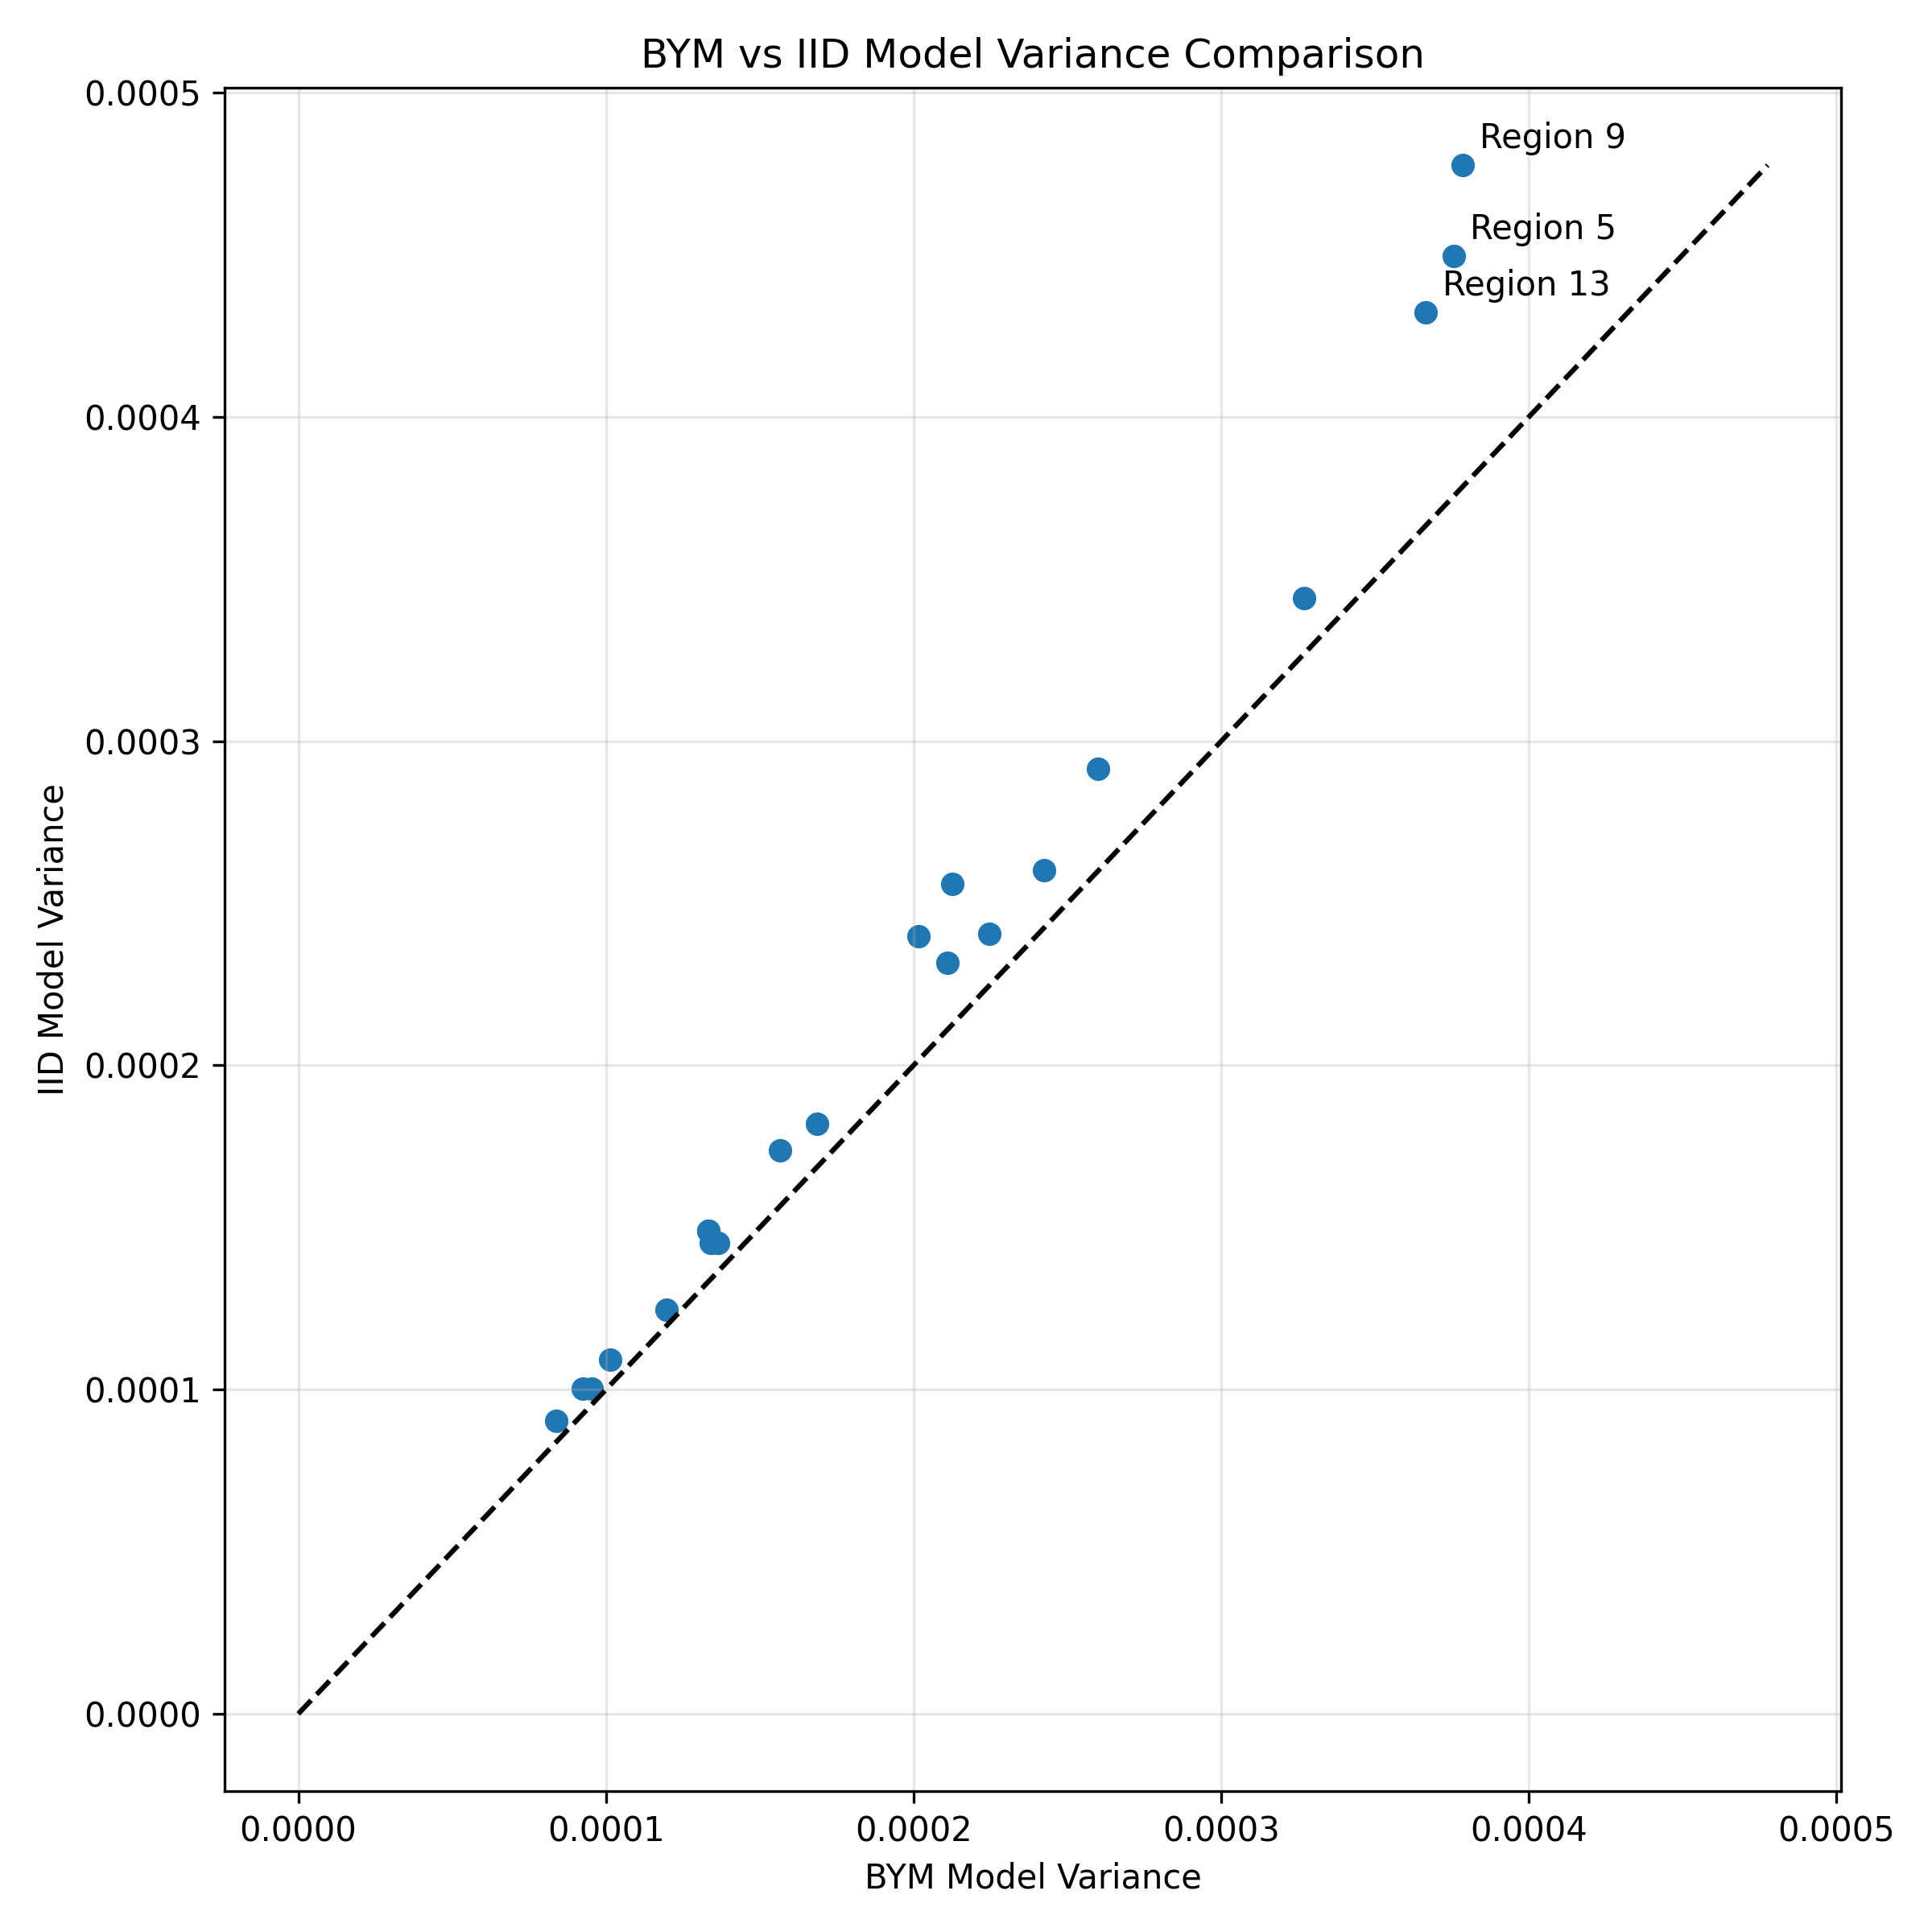 BYM vs IID Model Variance Comparison
0.0005
0.0004
0.0003
0.0002
0.0001
0.0000
IID Model Variance
Region 9
Region 5
Region 13
0.0000 0.0001 0.0002 0.0003 0.0004 0.0005
BYM Model Variance